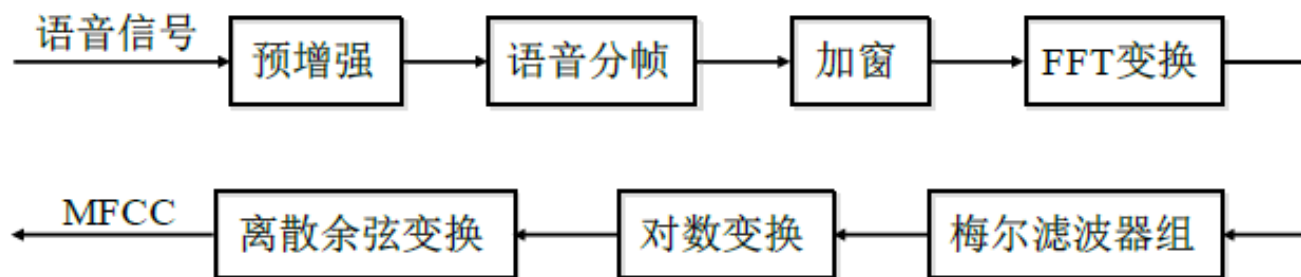 语音信号
预增强
语音分帧
加窗
FFT变换
梅尔滤波器组
对数变换
离散余弦变换
MFCC